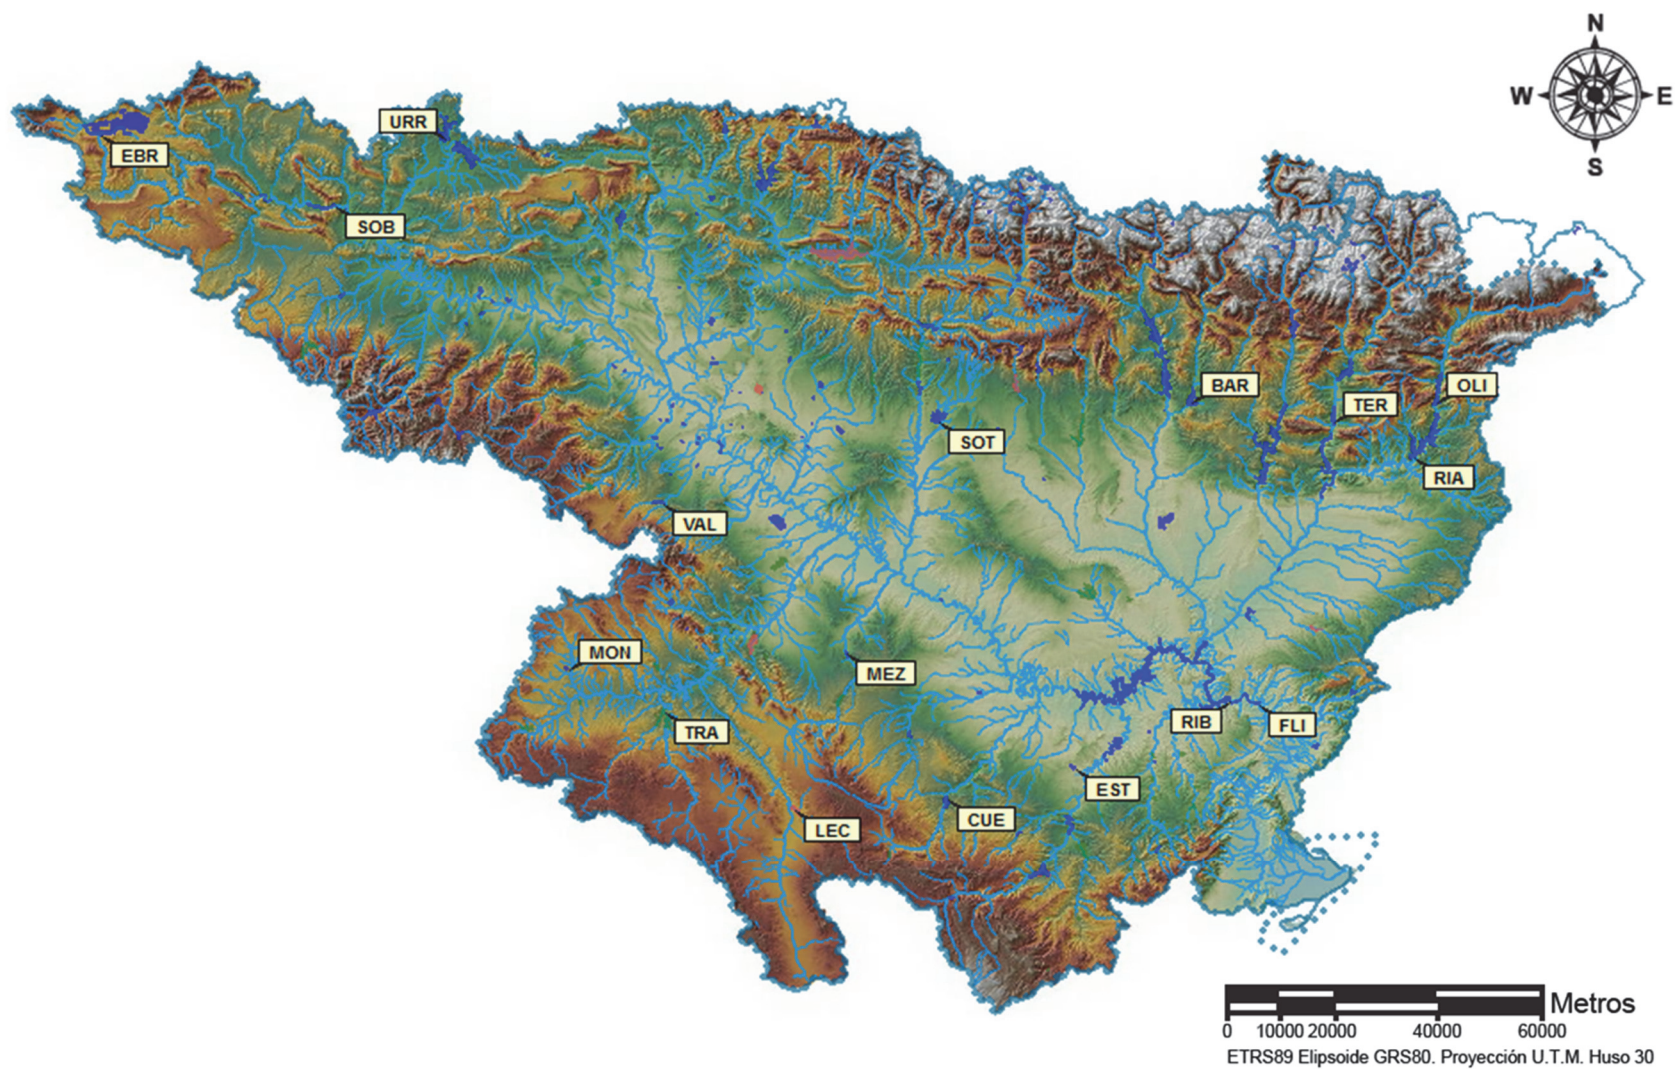 N
W E
S
URR
EBR
SOB
BAR
OLI
TER
SOT
RIA
VAL
MON
MEZ
RIB
FLI
TRA
EST
CUE
LEC
Metros
0 10000 20000 40000 60000
ETRS89 Elipsoide GRS80. Proyección U.T.M. Huso 30